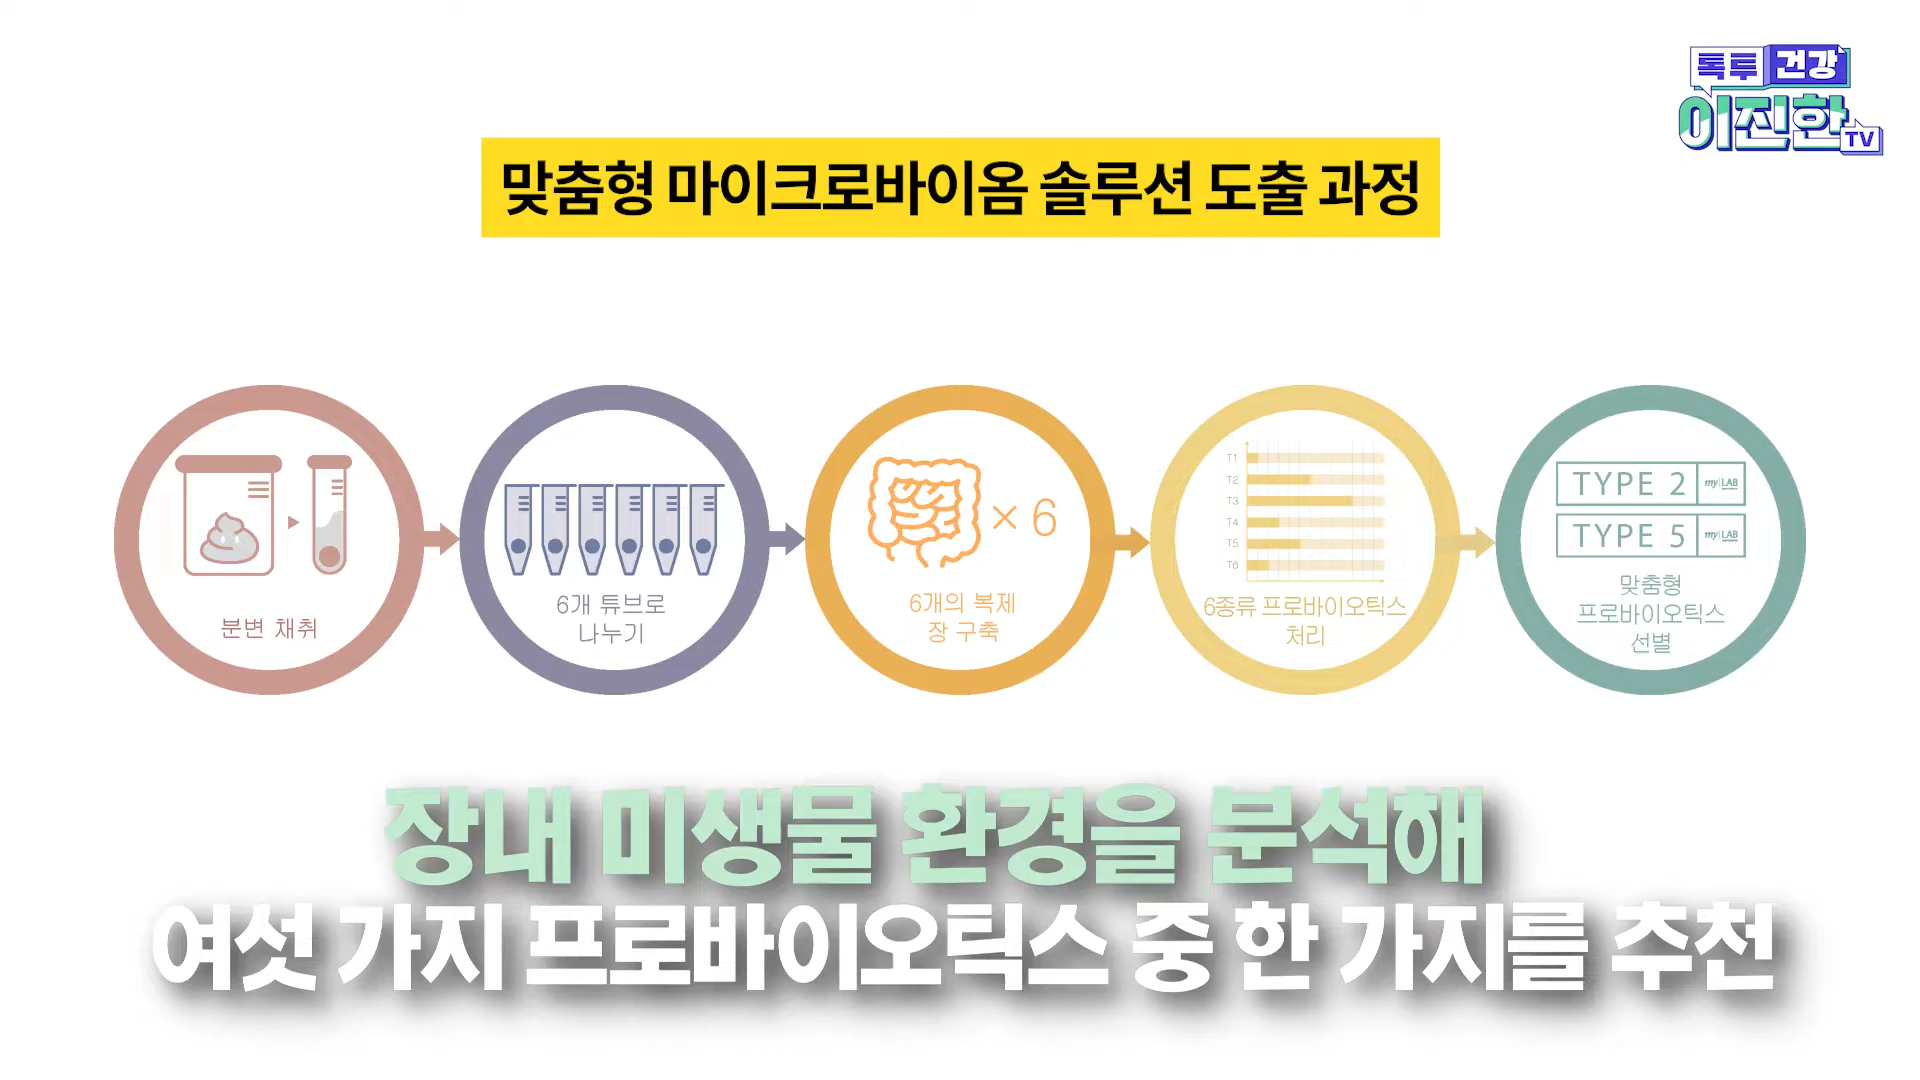 톡투 건강
이진한 TV
맞춤형 마이크로바이옴 솔루션 도출 과정
분변 채취
6개 튜브로
나누기
× 6
6개의 복제
장 구축
T1
T2
T3
T4
T5
T6
6종류 프로바이오틱스
처리
TYPE 2 my LAB
TYPE 5 my LAB
맞춤형
프로바이오틱스
선별
장내 미생물 환경을 분석해
여섯 가지 프로바이오틱스 중 한 가지를 추천